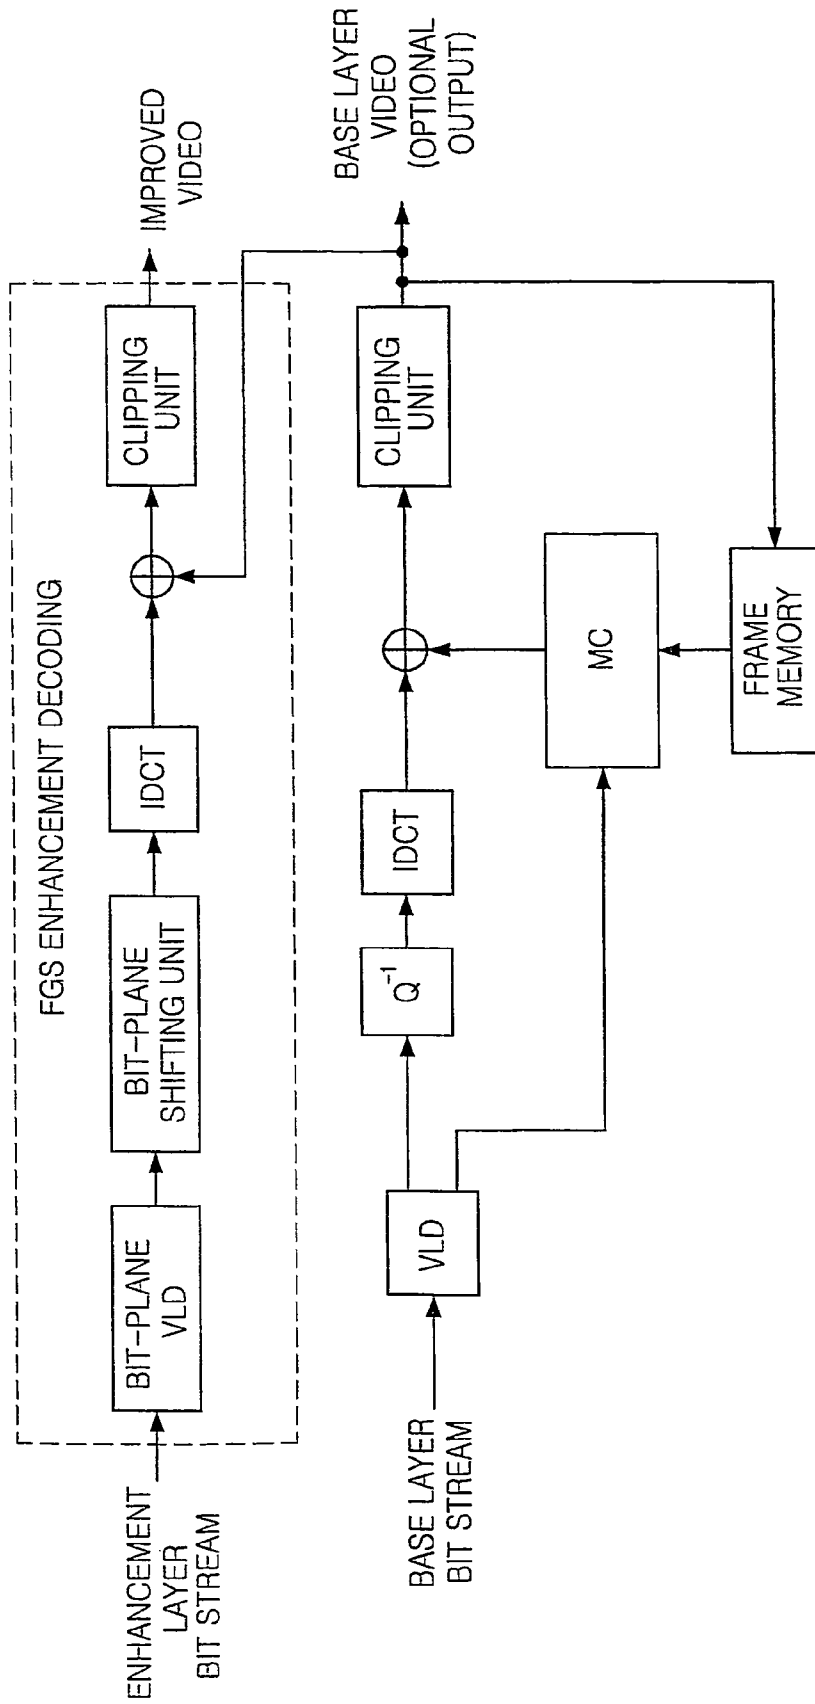 FGS ENHANCEMENT DECODING
ENHANCEMENT
LAYER
BIT STREAM
BIT-PLANE
VLD
BIT-PLANE
SHIFTING UNIT
IDCT
CLIPPING
UNIT
IMPROVED
VIDEO
BASE LAYER
BIT STREAM
VLD
Q⁻¹
IDCT
CLIPPING
UNIT
BASE LAYER
VIDEO
(OPTIONAL
OUTPUT)
MC
FRAME
MEMORY